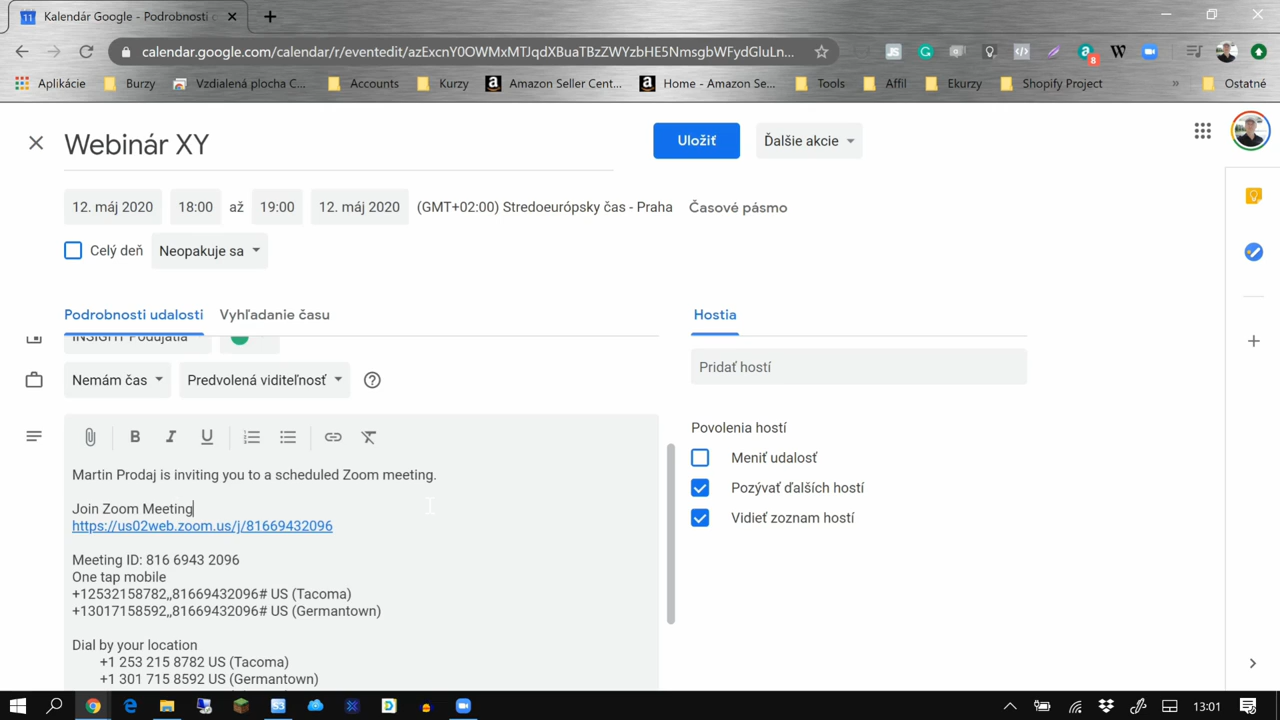 Kalendár Google - Podrobnosti
calendar.google.com/calendar/r/eventedit/azExcnY0OWMxMTJqdXBuaTBzZWYzbHE5NmsgbWFydGluLn...
8
Aplikácie Burzy Vzdialená plocha C... Accounts Kurzy Amazon Seller Cent... Home - Amazon Se... Tools Affil Ekurzy Shopify Project » Ostatné
Webinár XY
Uložiť
Ďalšie akcie
12. máj 2020 18:00 až 19:00 12. máj 2020 (GMT+02:00) Stredoeurópsky čas - Praha Časové pásmo
Celý deň Neopakuje sa
Podrobnosti udalosti Vyhľadanie času
Hostia
INSIGHT Podujatia
Nemám čas Predvolená viditeľnosť
Pridať hostí
Povolenia hostí
Meniť udalosť
Pozývať ďalších hostí
Vidieť zoznam hostí
B I U
Martin Prodaj is inviting you to a scheduled Zoom meeting.
Join Zoom Meeting
https://us02web.zoom.us/j/81669432096
Meeting ID: 816 6943 2096
One tap mobile
+12532158782,,81669432096# US (Tacoma)
+13017158592,,81669432096# US (Germantown)
Dial by your location
+1 253 215 8782 US (Tacoma)
+1 301 715 8592 US (Germantown)
13:01